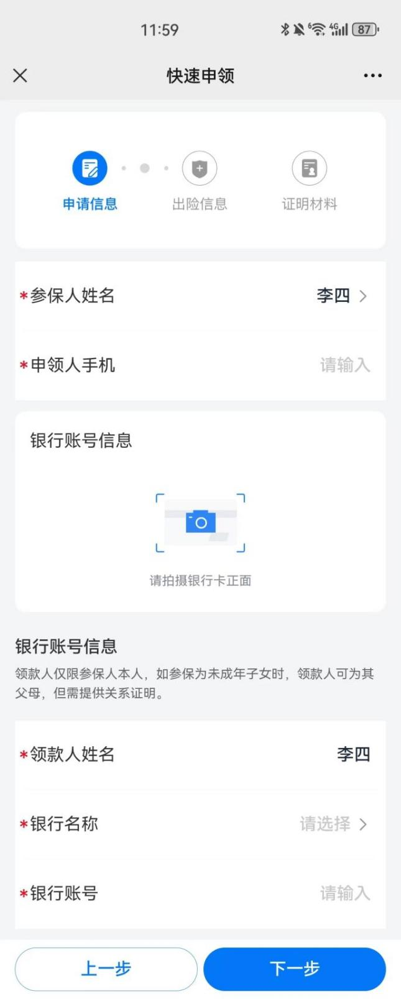 11:59
6 4G 87
快速申领
申请信息
出险信息
证明材料
*参保人姓名
李四
*申领人手机
请输入
银行账号信息
请拍摄银行卡正面
银行账号信息
领款人仅限参保人本人，如参保为未成年子女时，领款人可为其
父母，但需提供关系证明。
*领款人姓名
李四
*银行名称
请选择
*银行账号
请输入
上一步
下一步